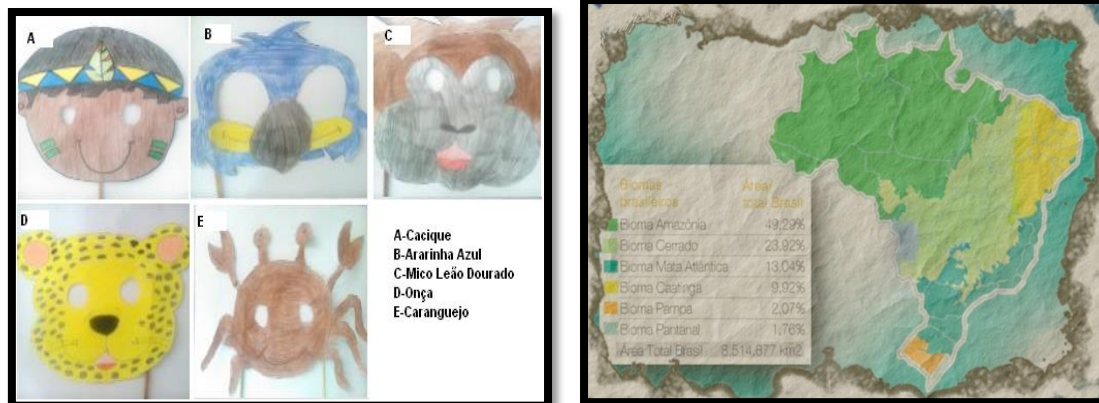 A
B
C
D
E
A-Cacique
B-Ararinha Azul
C-Mico Leão Dourado
D-Onça
E-Caranguejo
Biomas brasileiros Área/ total Brasil
Bioma Amazônia 49,29%
Bioma Cerrado 23,92%
Bioma Mata Atlântica 13,04%
Bioma Caatinga 9,92%
Bioma Pampa 2,07%
Bioma Pantanal 1,76%
Área Total Brasil 8.514,877 km2